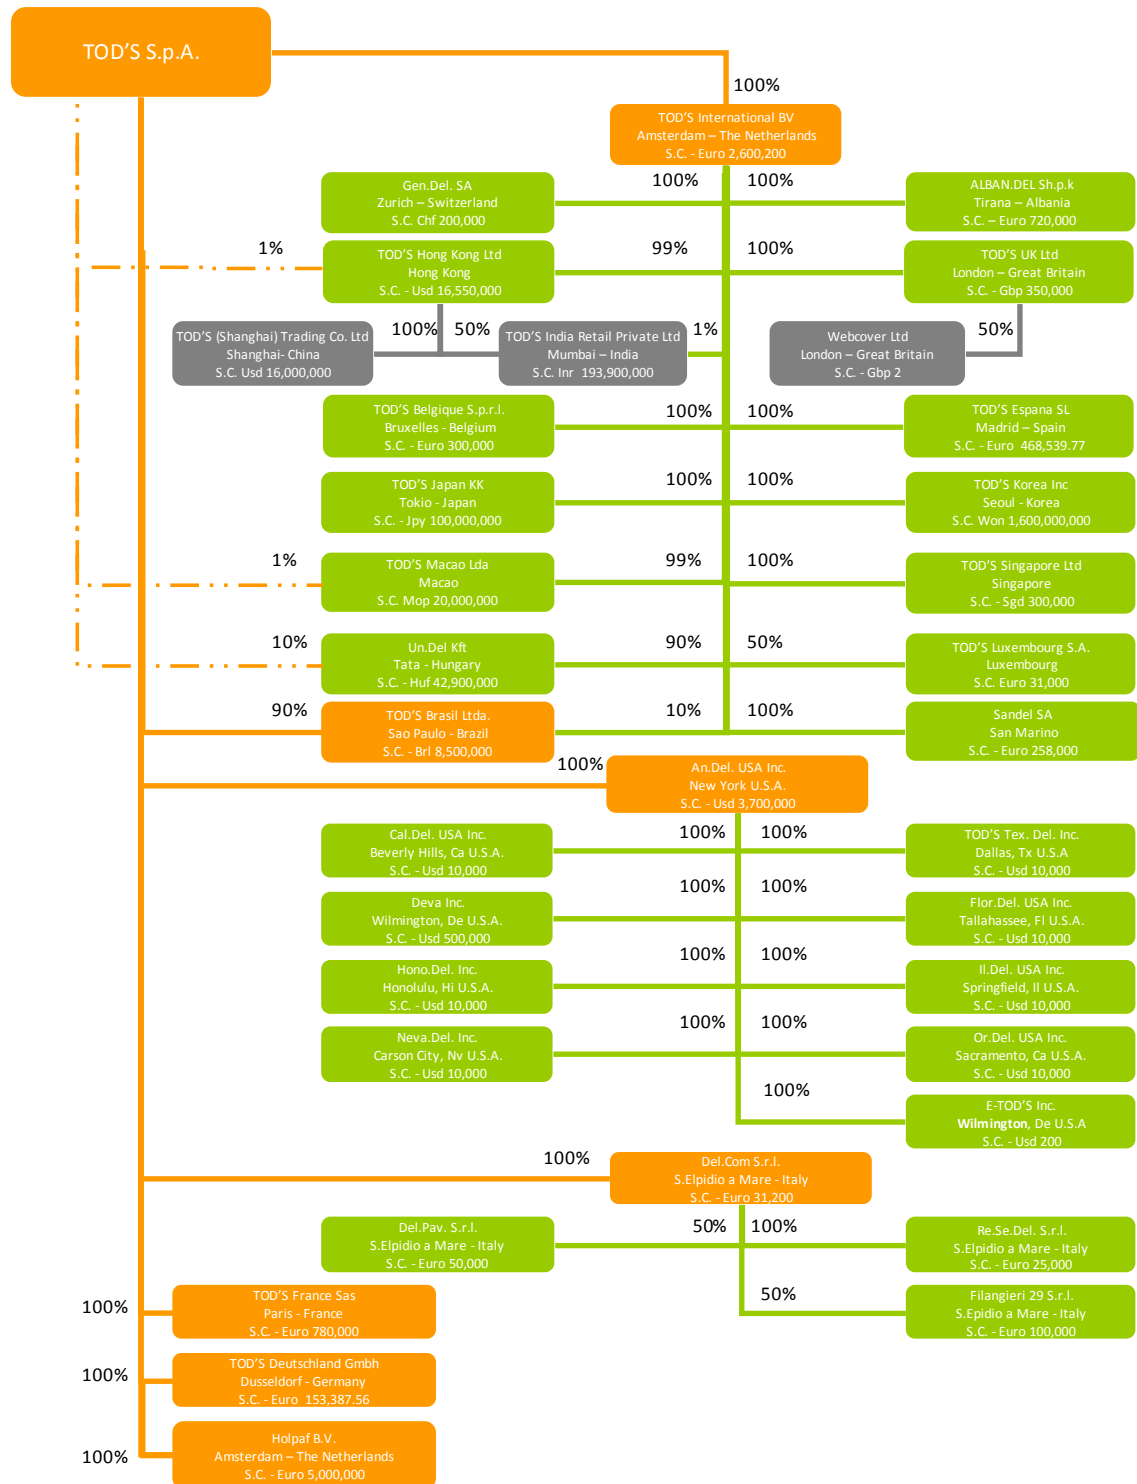 TOD'S S.p.A.
100%
TOD'S International BV
Amsterdam – The Netherlands
S.C. - Euro 2,600,200
Gen.Del. SA
Zurich – Switzerland
S.C. Chf 200,000
100%
100%
ALBAN.DEL Sh.p.k
Tirana – Albania
S.C. – Euro 720,000
1%
TOD'S Hong Kong Ltd
Hong Kong
S.C. - Usd 16,550,000
99%
100%
TOD'S UK Ltd
London – Great Britain
S.C. - Gbp 350,000
TOD'S (Shanghai) Trading Co. Ltd
Shanghai- China
S.C. Usd 16,000,000
100%
50%
TOD'S India Retail Private Ltd
Mumbai – India
S.C. Inr 193,900,000
1%
Webcover Ltd
London – Great Britain
S.C. - Gbp 2
50%
TOD'S Belgique S.p.r.l.
Bruxelles - Belgium
S.C. - Euro 300,000
100%
100%
TOD'S Espana SL
Madrid – Spain
S.C. - Euro 468,539.77
TOD'S Japan KK
Tokio - Japan
S.C. - Jpy 100,000,000
100%
100%
TOD'S Korea Inc
Seoul - Korea
S.C. Won 1,600,000,000
1%
TOD'S Macao Lda
Macao
S.C. Mop 20,000,000
99%
100%
TOD'S Singapore Ltd
Singapore
S.C. - Sgd 300,000
10%
Un.Del Kft
Tata - Hungary
S.C. - Huf 42,900,000
90%
50%
TOD'S Luxembourg S.A.
Luxembourg
S.C. Euro 31,000
90%
TOD'S Brasil Ltda.
Sao Paulo - Brazil
S.C. - Brl 8,500,000
10%
100%
Sandel SA
San Marino
S.C. - Euro 258,000
100%
An.Del. USA Inc.
New York U.S.A.
S.C. - Usd 3,700,000
Cal.Del. USA Inc.
Beverly Hills, Ca U.S.A.
S.C. - Usd 10,000
100%
100%
TOD'S Tex. Del. Inc.
Dallas, Tx U.S.A
S.C. - Usd 10,000
Deva Inc.
Wilmington, De U.S.A.
S.C. - Usd 500,000
100%
100%
Flor.Del. USA Inc.
Tallahassee, Fl U.S.A.
S.C. - Usd 10,000
Hono.Del. Inc.
Honolulu, Hi U.S.A.
S.C. - Usd 10,000
100%
100%
Il.Del. USA Inc.
Springfield, Il U.S.A.
S.C. - Usd 10,000
Neva.Del. Inc.
Carson City, Nv U.S.A.
S.C. - Usd 10,000
100%
100%
Or.Del. USA Inc.
Sacramento, Ca U.S.A.
S.C. - Usd 10,000
100%
E-TOD'S Inc.
Wilmington, De U.S.A
S.C. - Usd 200
100%
Del.Com S.r.l.
S.Elpidio a Mare - Italy
S.C. - Euro 31,200
Del.Pav. S.r.l.
S.Elpidio a Mare - Italy
S.C. - Euro 50,000
50%
100%
Re.Se.Del. S.r.l.
S.Elpidio a Mare - Italy
S.C. - Euro 25,000
50%
Filangieri 29 S.r.l.
S.Epidio a Mare - Italy
S.C. - Euro 100,000
100%
TOD'S France Sas
Paris - France
S.C. - Euro 780,000
100%
TOD'S Deutschland Gmbh
Dusseldorf - Germany
S.C. - Euro 153,387.56
100%
Holpaf B.V.
Amsterdam – The Netherlands
S.C. - Euro 5,000,000